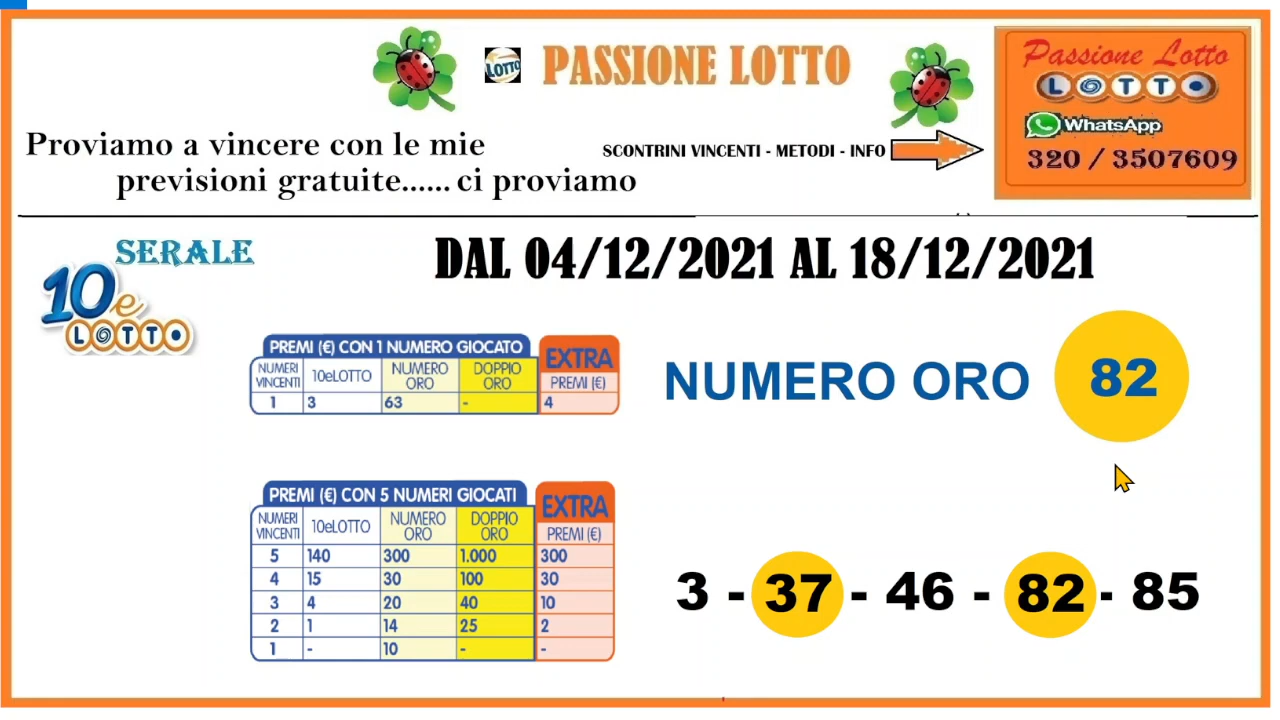 LOTTO
PASSIONE LOTTO
Passione Lotto
LOTTO
WhatsApp
320 / 3507609
Proviamo a vincere con le mie
previsioni gratuite...... ci proviamo
SCONTRINI VINCENTI - METODI - INFO
SERALE
10e
LOTTO
DAL 04/12/2021 AL 18/12/2021
PREMI (€) CON 1 NUMERO GIOCATO EXTRA
NUMERI VINCENTI 10eLOTTO NUMERO ORO DOPPIO ORO PREMI (€)
1 3 63 - 4
NUMERO ORO 82
PREMI (€) CON 5 NUMERI GIOCATI EXTRA
NUMERI VINCENTI 10eLOTTO NUMERO ORO DOPPIO ORO PREMI (€)
5 140 300 1.000 300
4 15 30 100 30
3 4 20 40 10
2 1 14 25 2
1 - 10 - -
3 - 37 - 46 - 82 - 85